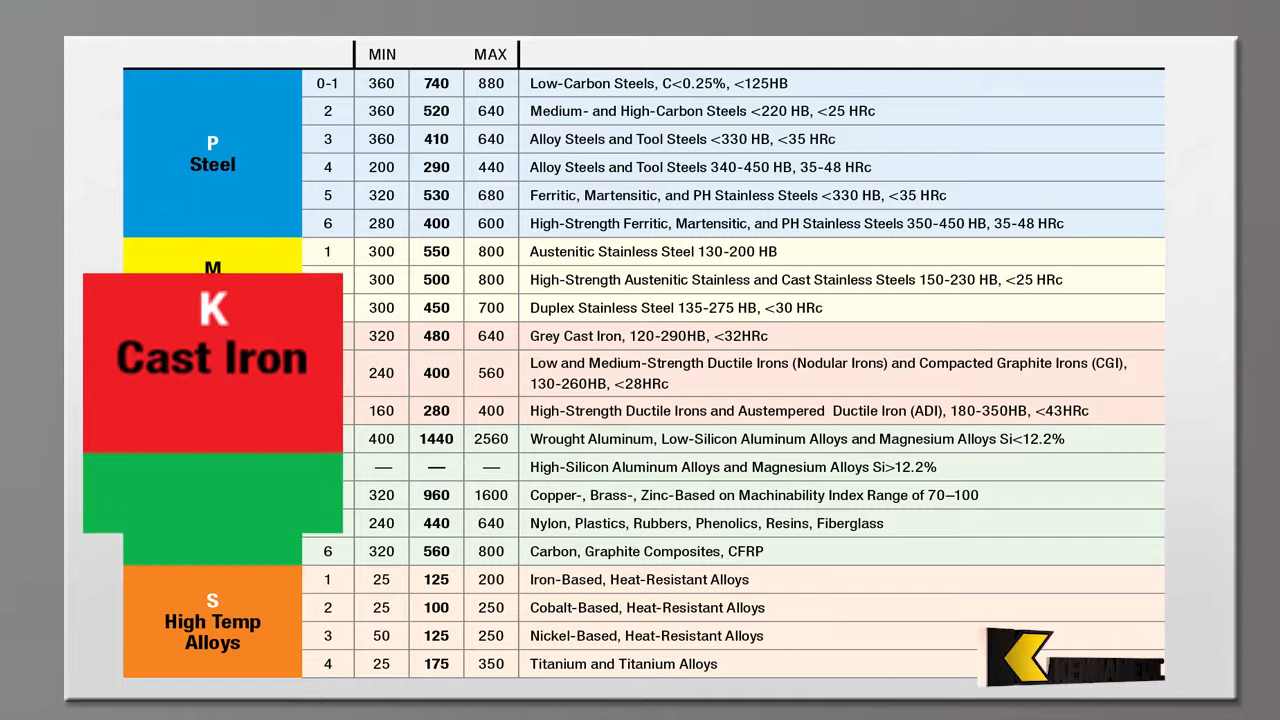 MIN MAX
P
Steel
0-1 360 740 880 Low-Carbon Steels, C<0.25%, <125HB
2 360 520 640 Medium- and High-Carbon Steels <220 HB, <25 HRc
3 360 410 640 Alloy Steels and Tool Steels <330 HB, <35 HRc
4 200 290 440 Alloy Steels and Tool Steels 340-450 HB, 35-48 HRc
5 320 530 680 Ferritic, Martensitic, and PH Stainless Steels <330 HB, <35 HRc
6 280 400 600 High-Strength Ferritic, Martensitic, and PH Stainless Steels 350-450 HB, 35-48 HRc
M
1 300 550 800 Austenitic Stainless Steel 130-200 HB
300 500 800 High-Strength Austenitic Stainless and Cast Stainless Steels 150-230 HB, <25 HRc
300 450 700 Duplex Stainless Steel 135-275 HB, <30 HRc
K
Cast Iron
320 480 640 Grey Cast Iron, 120-290HB, <32HRc
240 400 560 Low and Medium-Strength Ductile Irons (Nodular Irons) and Compacted Graphite Irons (CGI),
130-260HB, <28HRc
160 280 400 High-Strength Ductile Irons and Austempered Ductile Iron (ADI), 180-350HB, <43HRc
400 1440 2560 Wrought Aluminum, Low-Silicon Aluminum Alloys and Magnesium Alloys Si<12.2%
— — — High-Silicon Aluminum Alloys and Magnesium Alloys Si>12.2%
320 960 1600 Copper-, Brass-, Zinc-Based on Machinability Index Range of 70–100
240 440 640 Nylon, Plastics, Rubbers, Phenolics, Resins, Fiberglass
6 320 560 800 Carbon, Graphite Composites, CFRP
S
High Temp
Alloys
1 25 125 200 Iron-Based, Heat-Resistant Alloys
2 25 100 250 Cobalt-Based, Heat-Resistant Alloys
3 50 125 250 Nickel-Based, Heat-Resistant Alloys
4 25 175 350 Titanium and Titanium Alloys
KENNAMETAL